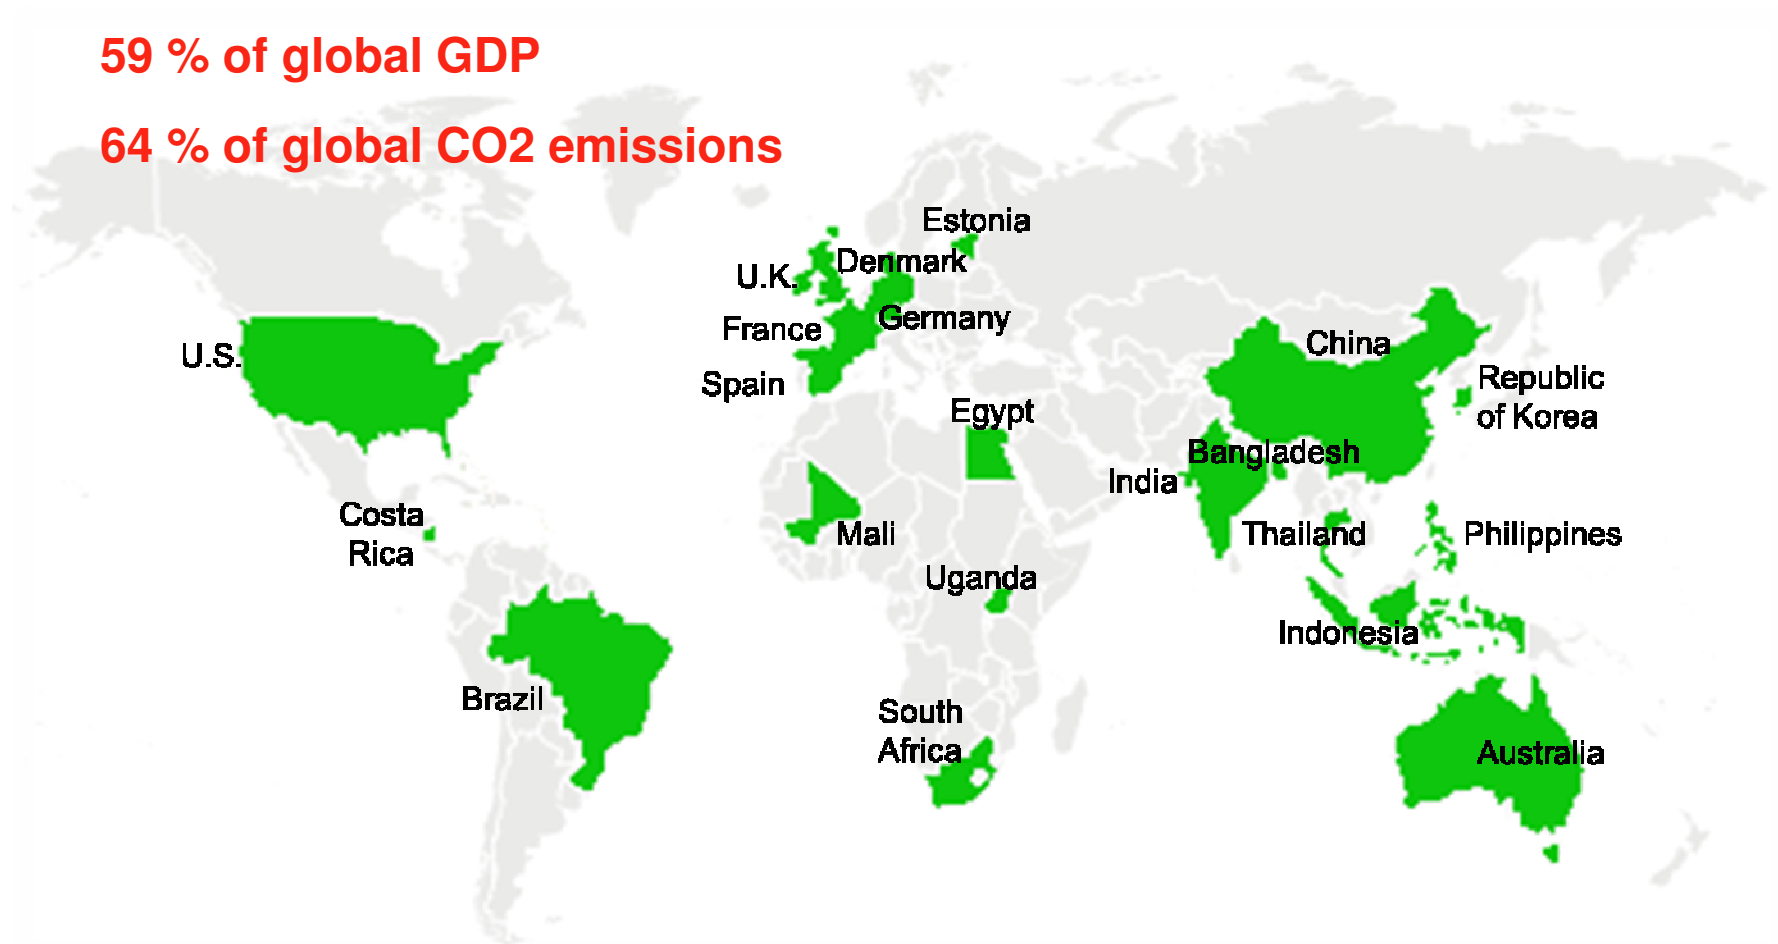 59 % of global GDP
64 % of global CO2 emissions
Estonia
Denmark
U.K.
Germany
France
U.S.
Spain
China
Republic
of Korea
Egypt
Bangladesh
India
Costa
Rica
Mali
Thailand
Philippines
Uganda
Indonesia
Brazil
South
Africa
Australia